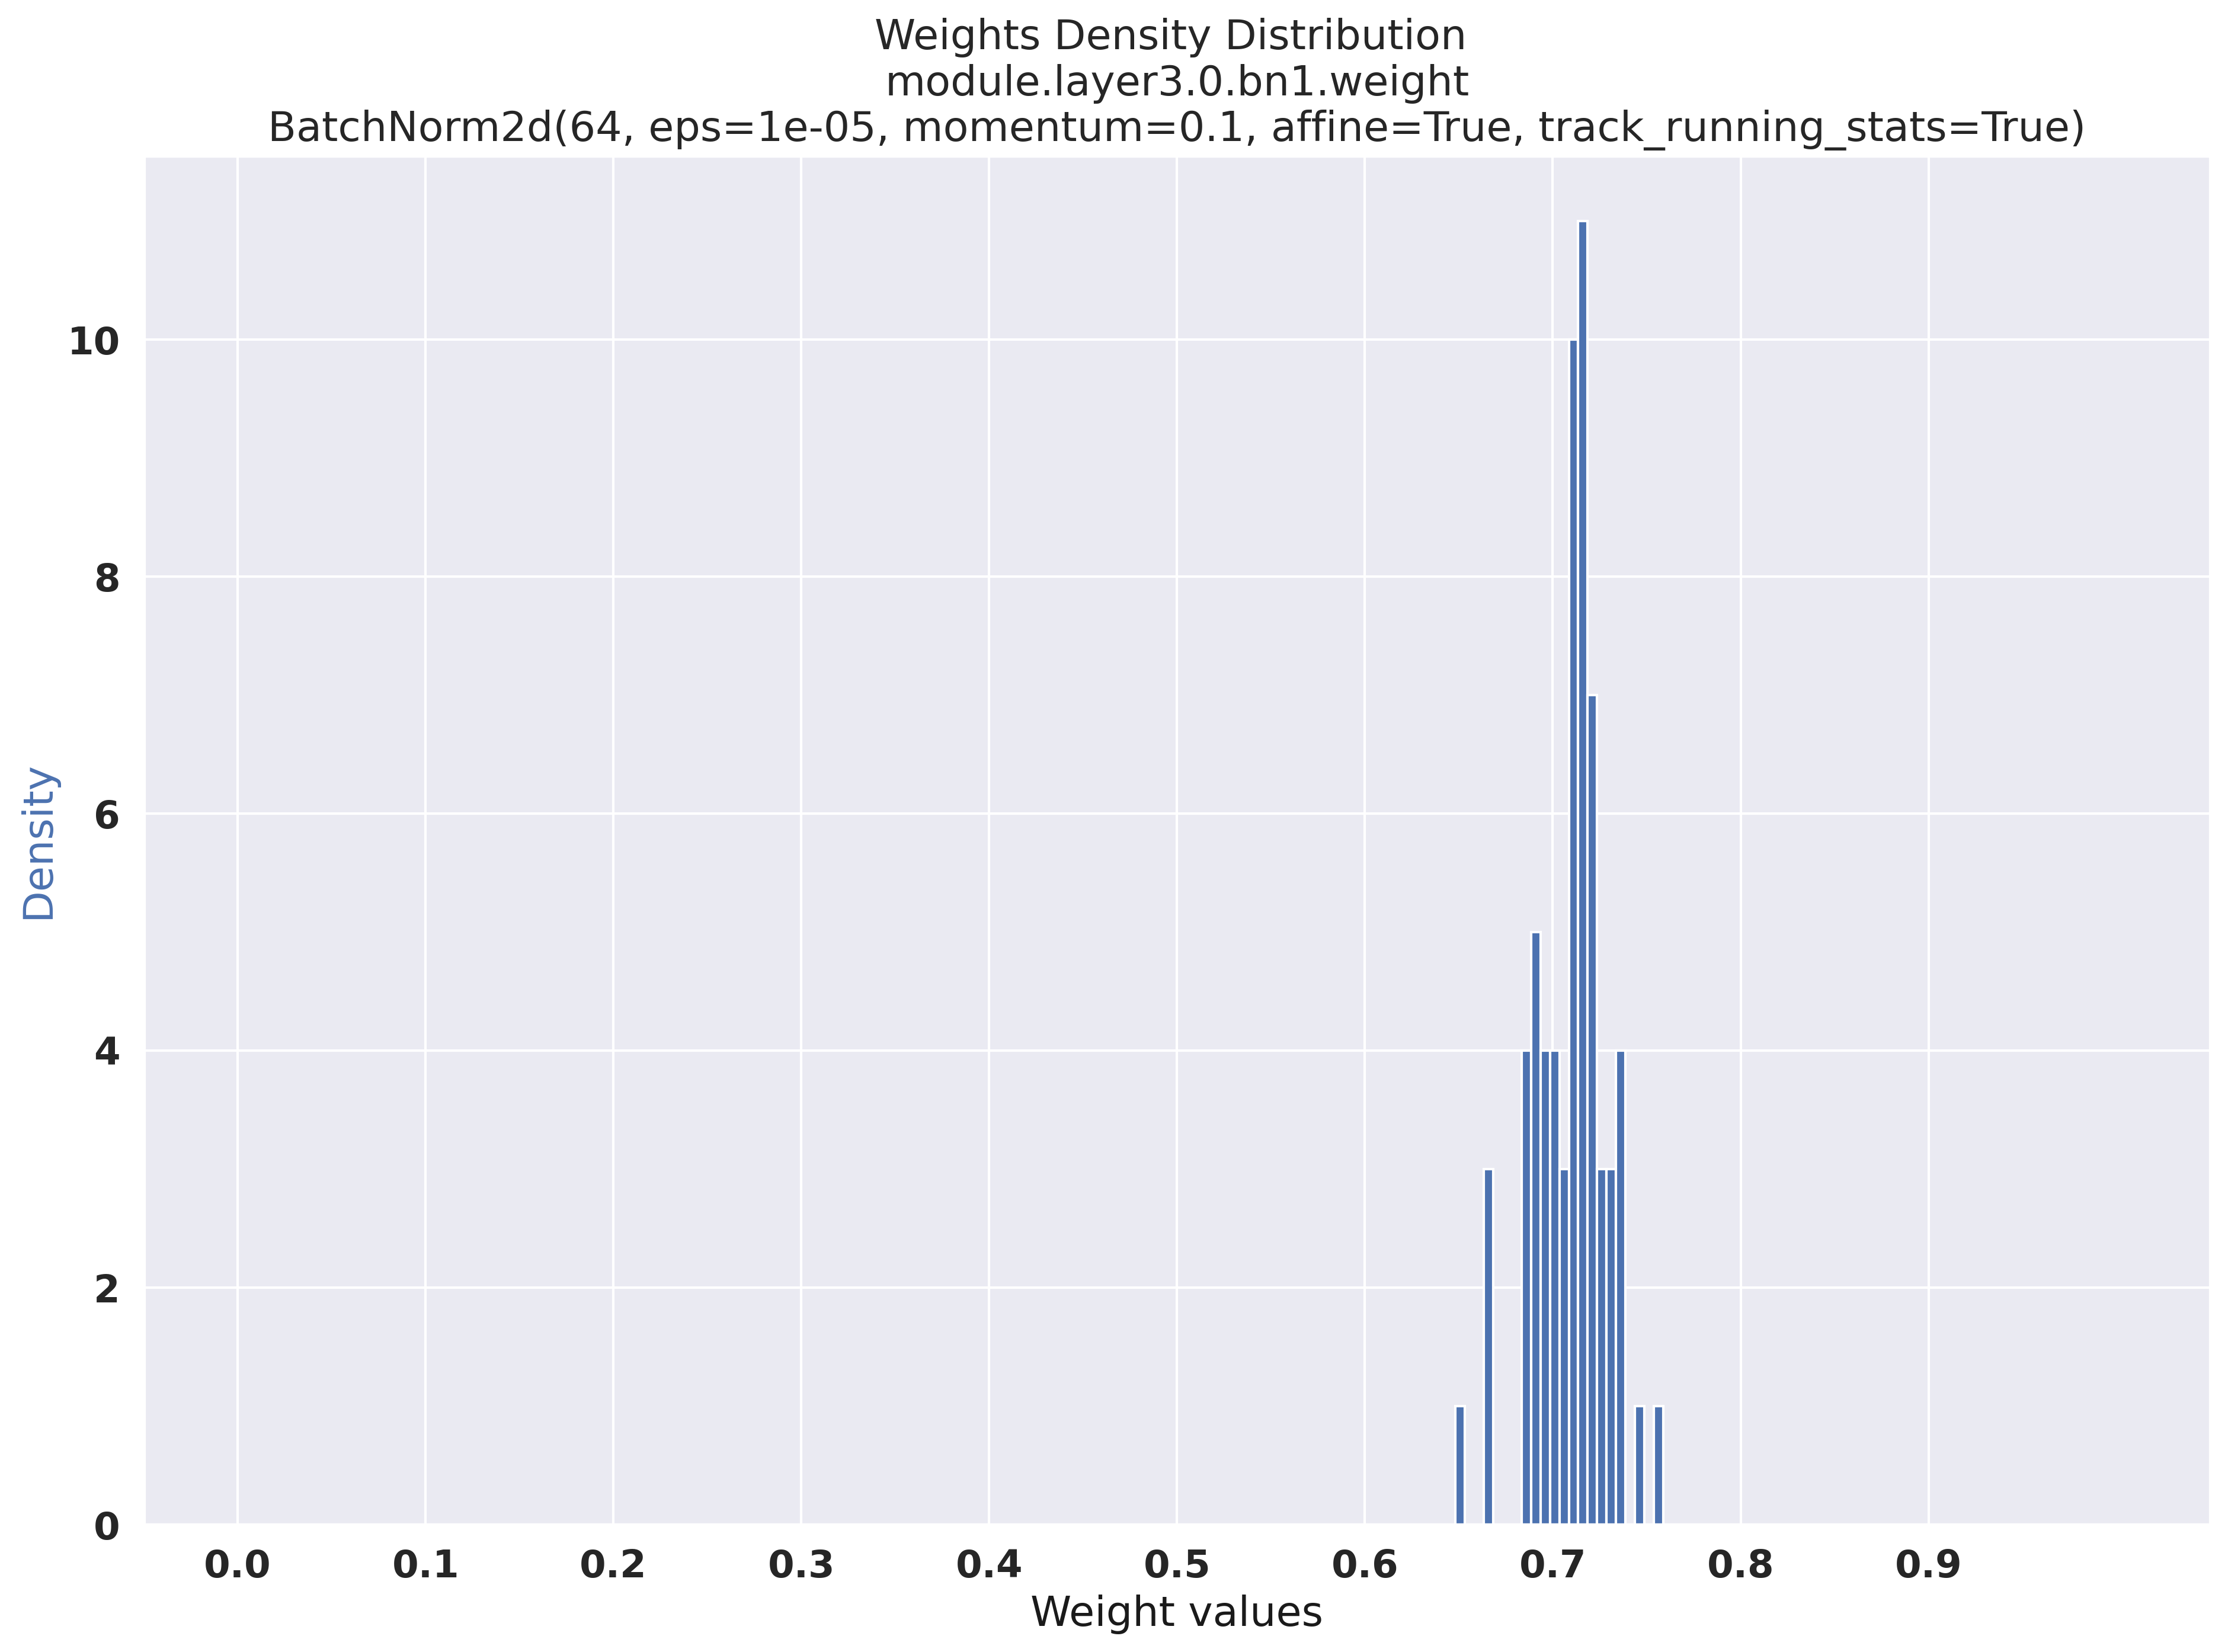 Weights Density Distribution
module.layer3.0.bn1.weight
BatchNorm2d(64, eps=1e-05, momentum=0.1, affine=True, track_running_stats=True)
10
8
6
4
2
0
Density
0.0 0.1 0.2 0.3 0.4 0.5 0.6 0.7 0.8 0.9
Weight values